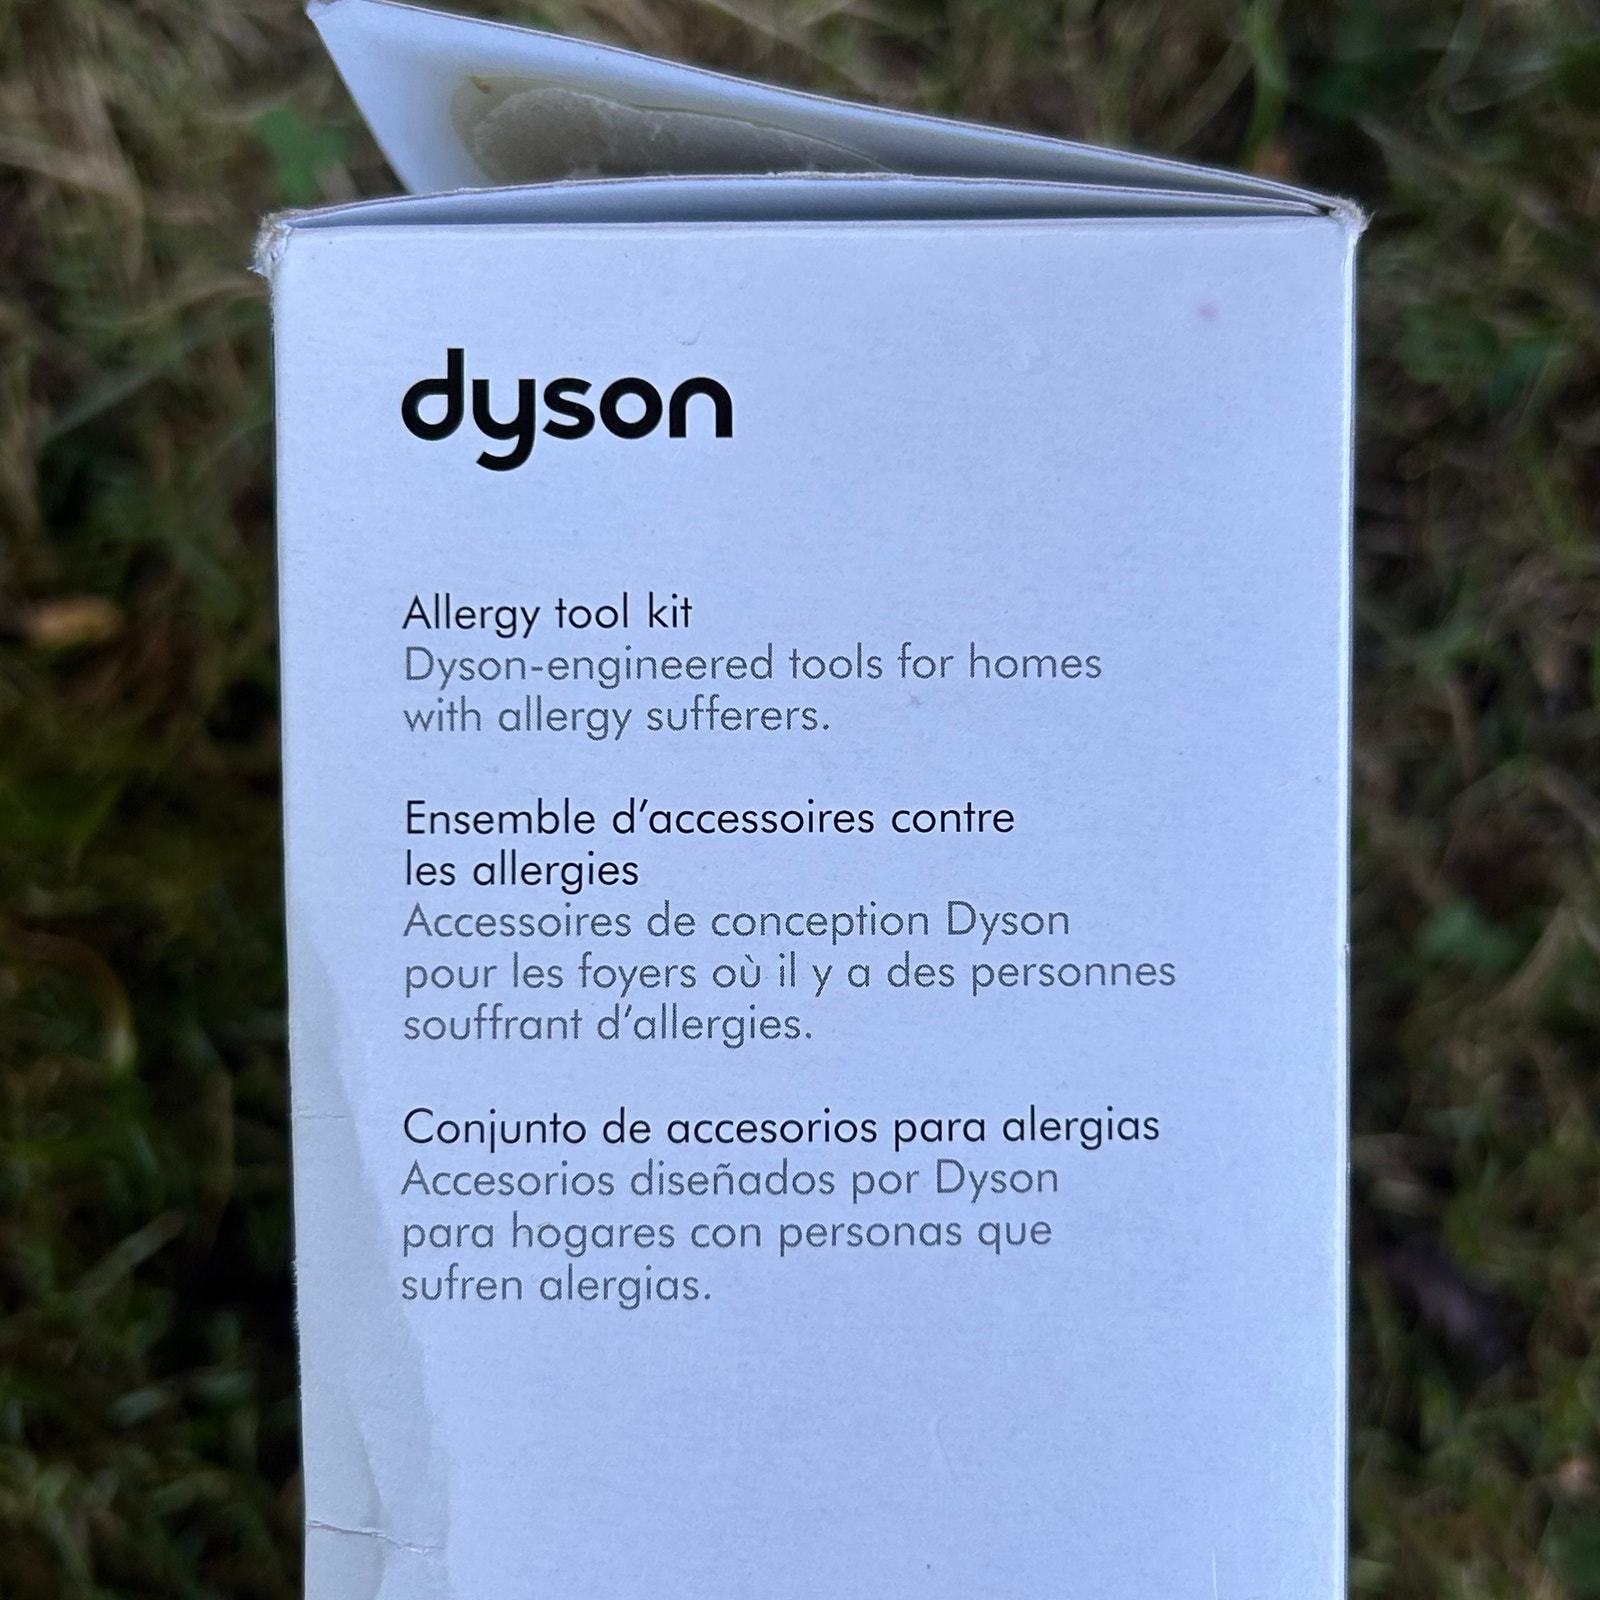 dyson
Allergy tool kit
Dyson-engineered tools for homes
with allergy sufferers.
Ensemble d’accessoires contre
les allergies
Accessoires de conception Dyson
pour les foyers où il y a des personnes
souffrant d’allergies.
Conjunto de accesorios para alergias
Accesorios diseñados por Dyson
para hogares con personas que
sufren alergias.